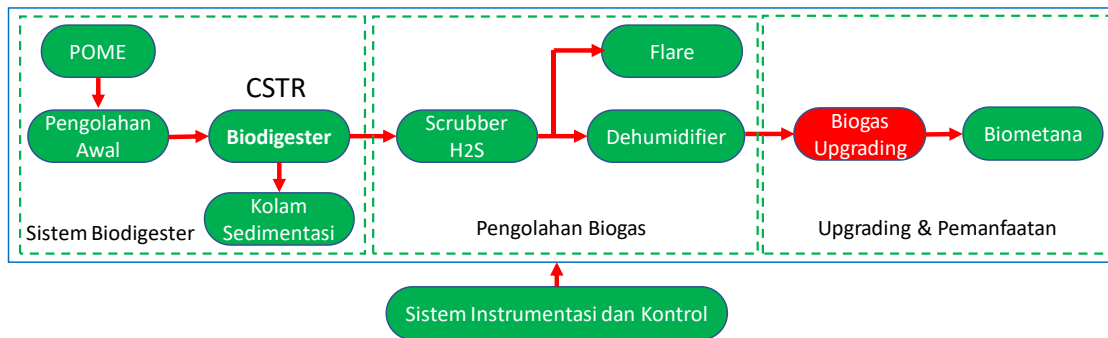 POME
Pengolahan
Awal
CSTR
Biodigester
Kolam
Sedimentasi
Sistem Biodigester
Scrubber
H2S
Flare
Dehumidifier
Pengolahan Biogas
Biogas
Upgrading
Biometana
Upgrading & Pemanfaatan
Sistem Instrumentasi dan Kontrol